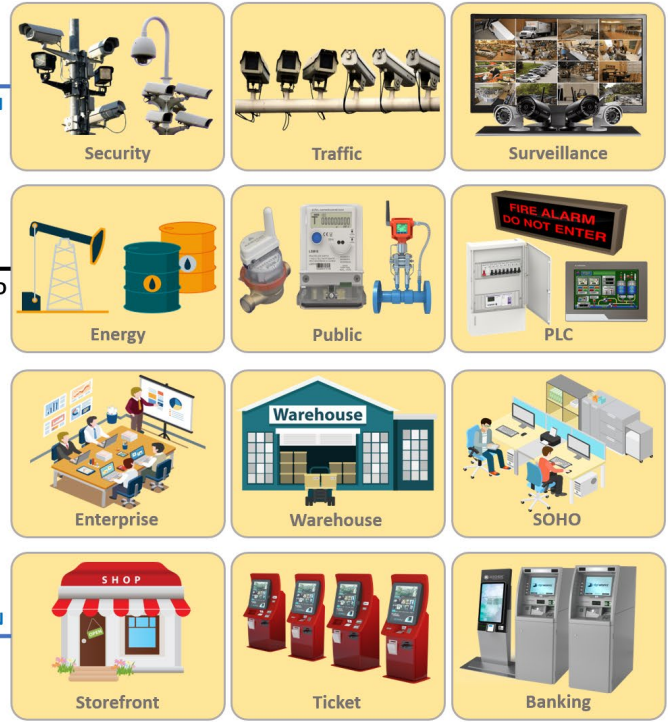 Security
Traffic
Surveillance
FIRE ALARM
DO NOT ENTER
Energy
Public
PLC
Warehouse
Enterprise
Warehouse
SOHO
SHOP
OPEN
Storefront
Ticket
Banking